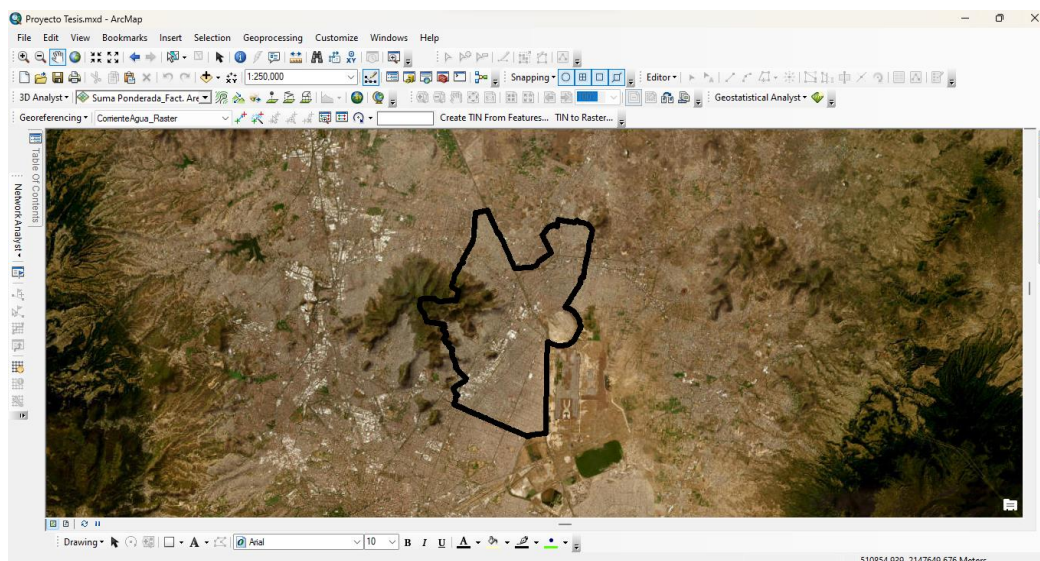 Proyecto Tesis.mxd - ArcMap
File Edit View Bookmarks Insert Selection Geoprocessing Customize Windows Help
1:250,000 Snapping Editor
3D Analyst Suma Ponderada_Fact. Are Geostatistical Analyst
Georeferencing CorrienteAgua_Raster Create TIN From Features... TIN to Raster...
Table Of Contents
Network Analyst
Drawing A Arial 10 B I U A
510854.939 2147649.676 Meters